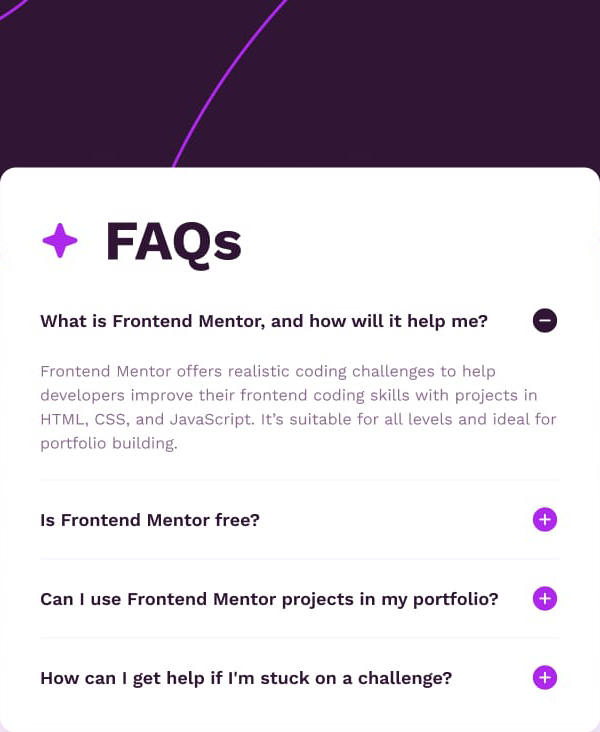 FAQs
What is Frontend Mentor, and how will it help me?
Frontend Mentor offers realistic coding challenges to help
developers improve their frontend coding skills with projects in
HTML, CSS, and JavaScript. It’s suitable for all levels and ideal for
portfolio building.
Is Frontend Mentor free?
Can I use Frontend Mentor projects in my portfolio?
How can I get help if I'm stuck on a challenge?